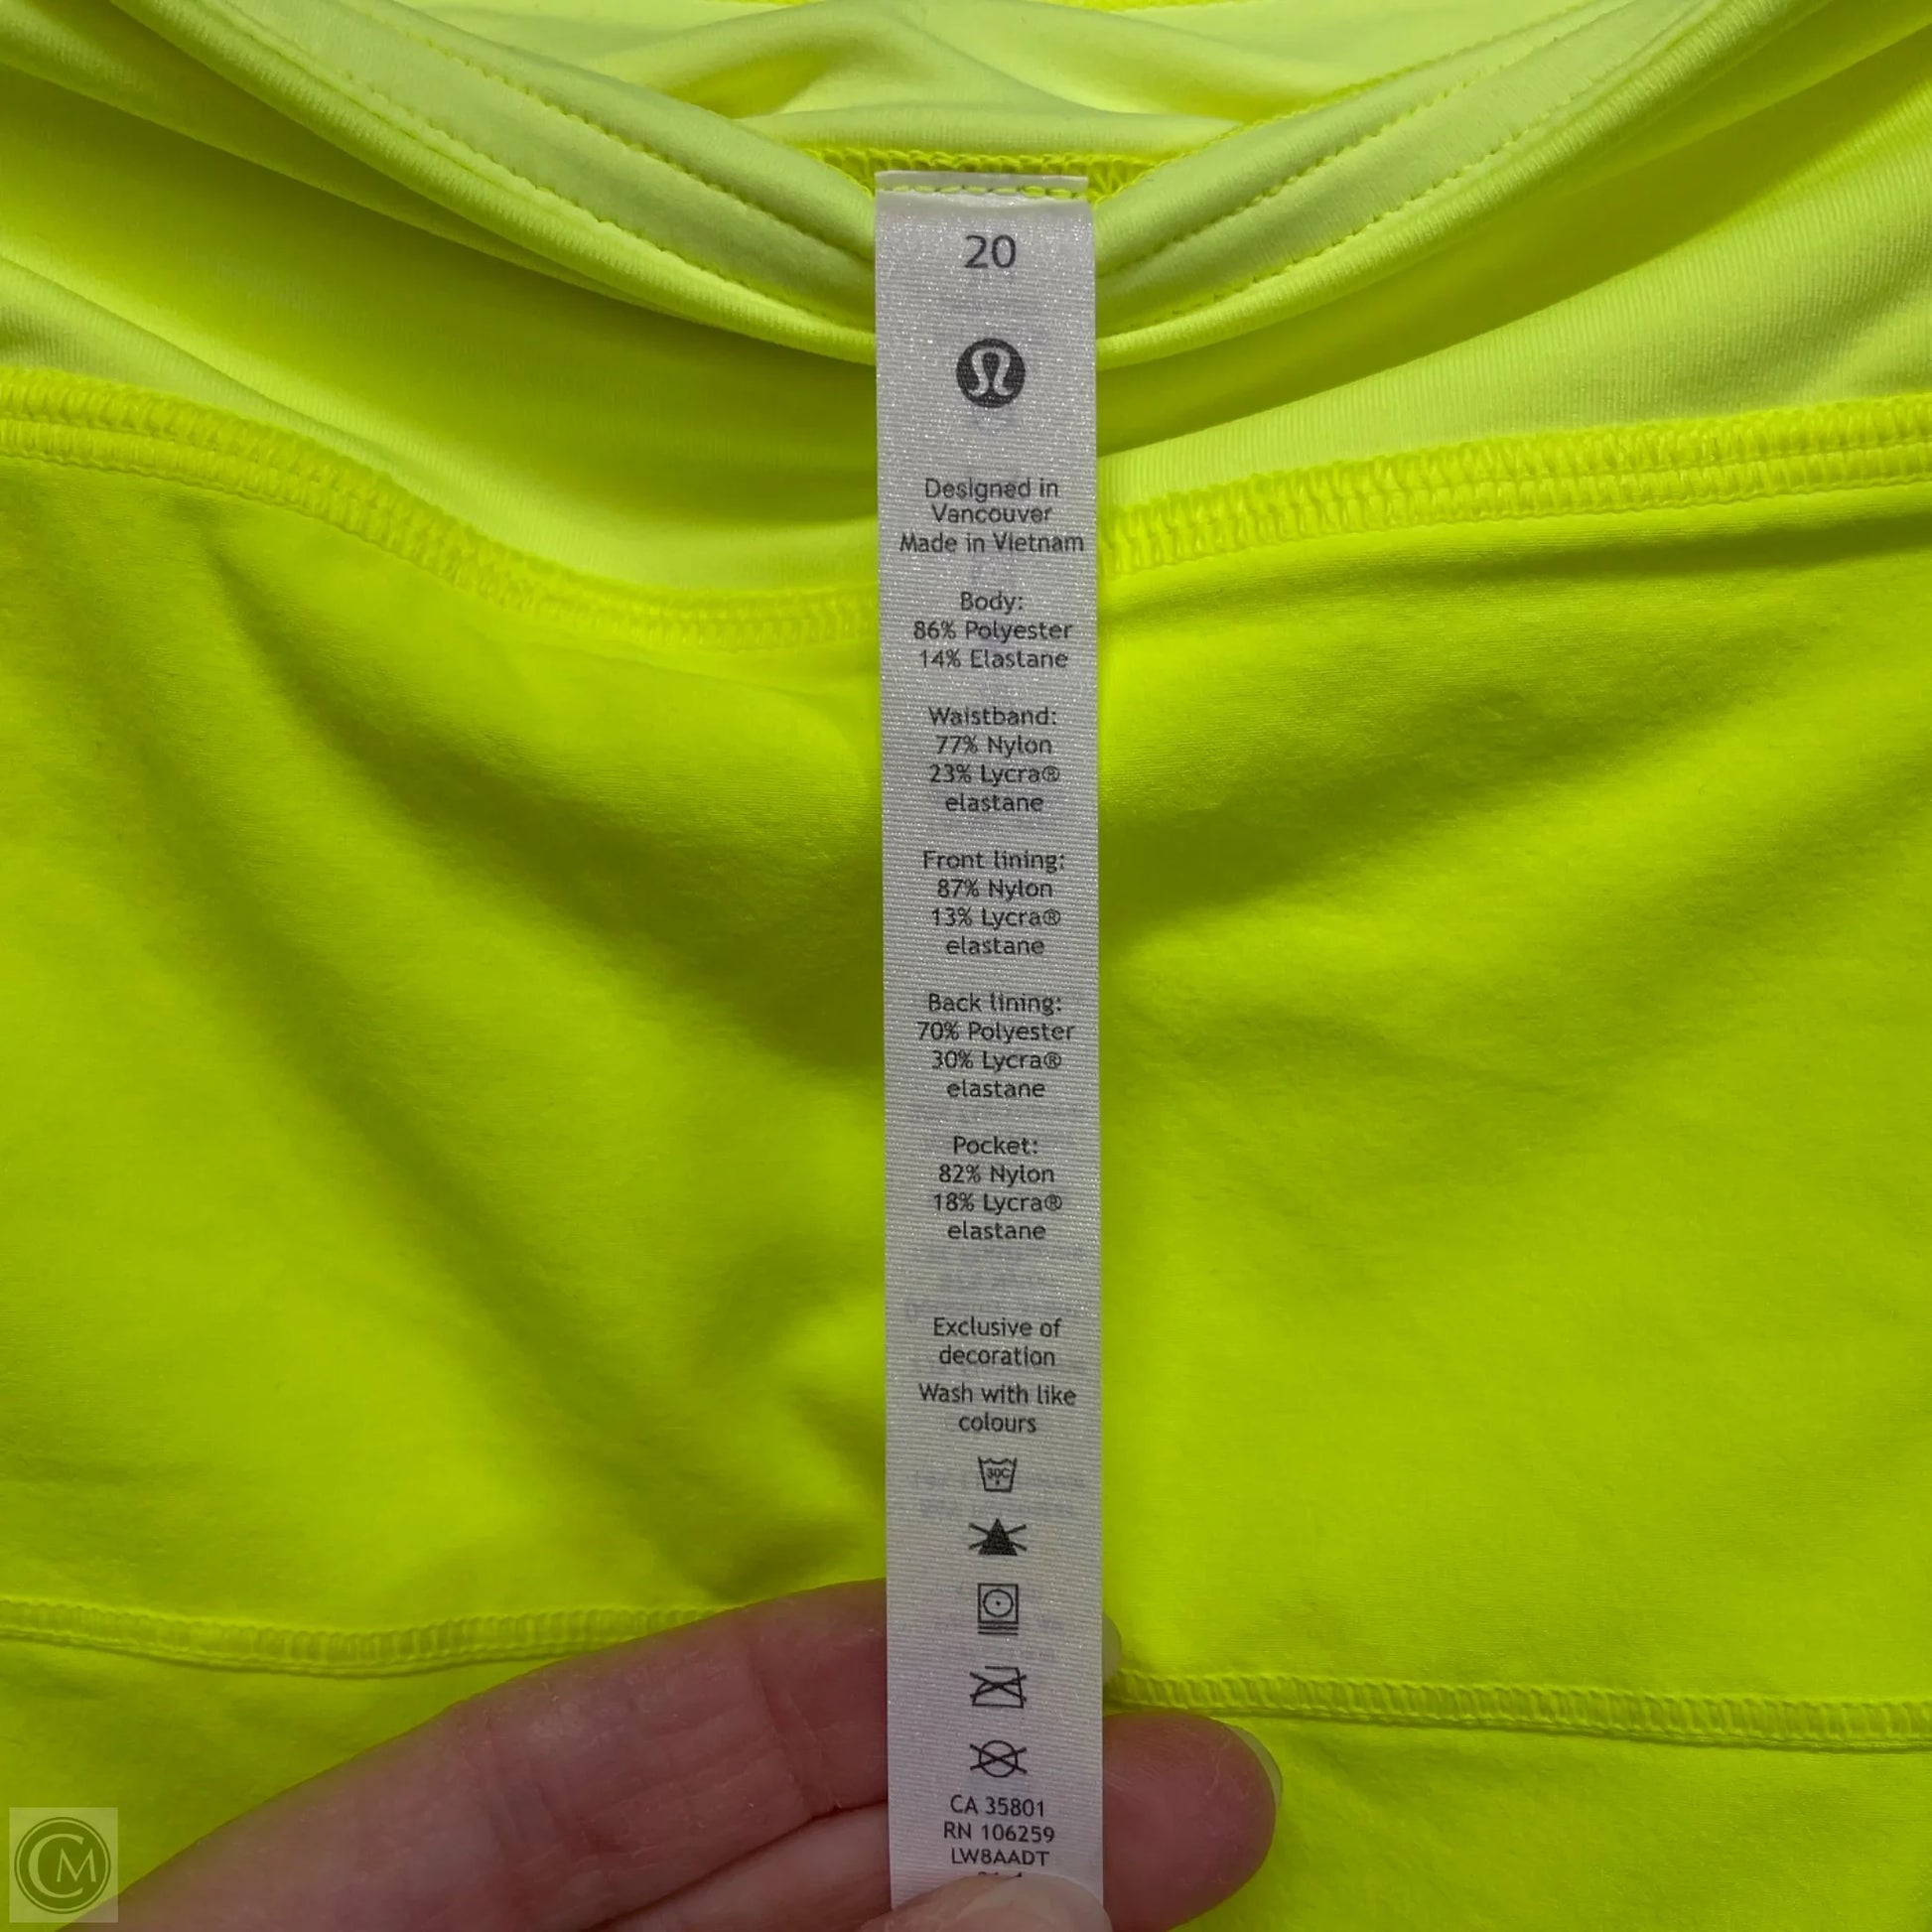 20
Designed in
Vancouver
Made in Vietnam
Body:
86% Polyester
14% Elastane
Waistband:
77% Nylon
23% Lycra®
elastane
Front lining:
87% Nylon
13% Lycra®
elastane
Back lining:
70% Polyester
30% Lycra®
elastane
Pocket:
82% Nylon
18% Lycra®
elastane
Exclusive of
decoration
Wash with like
colours
30C
CA 35801
RN 106259
LW8AADT
CM